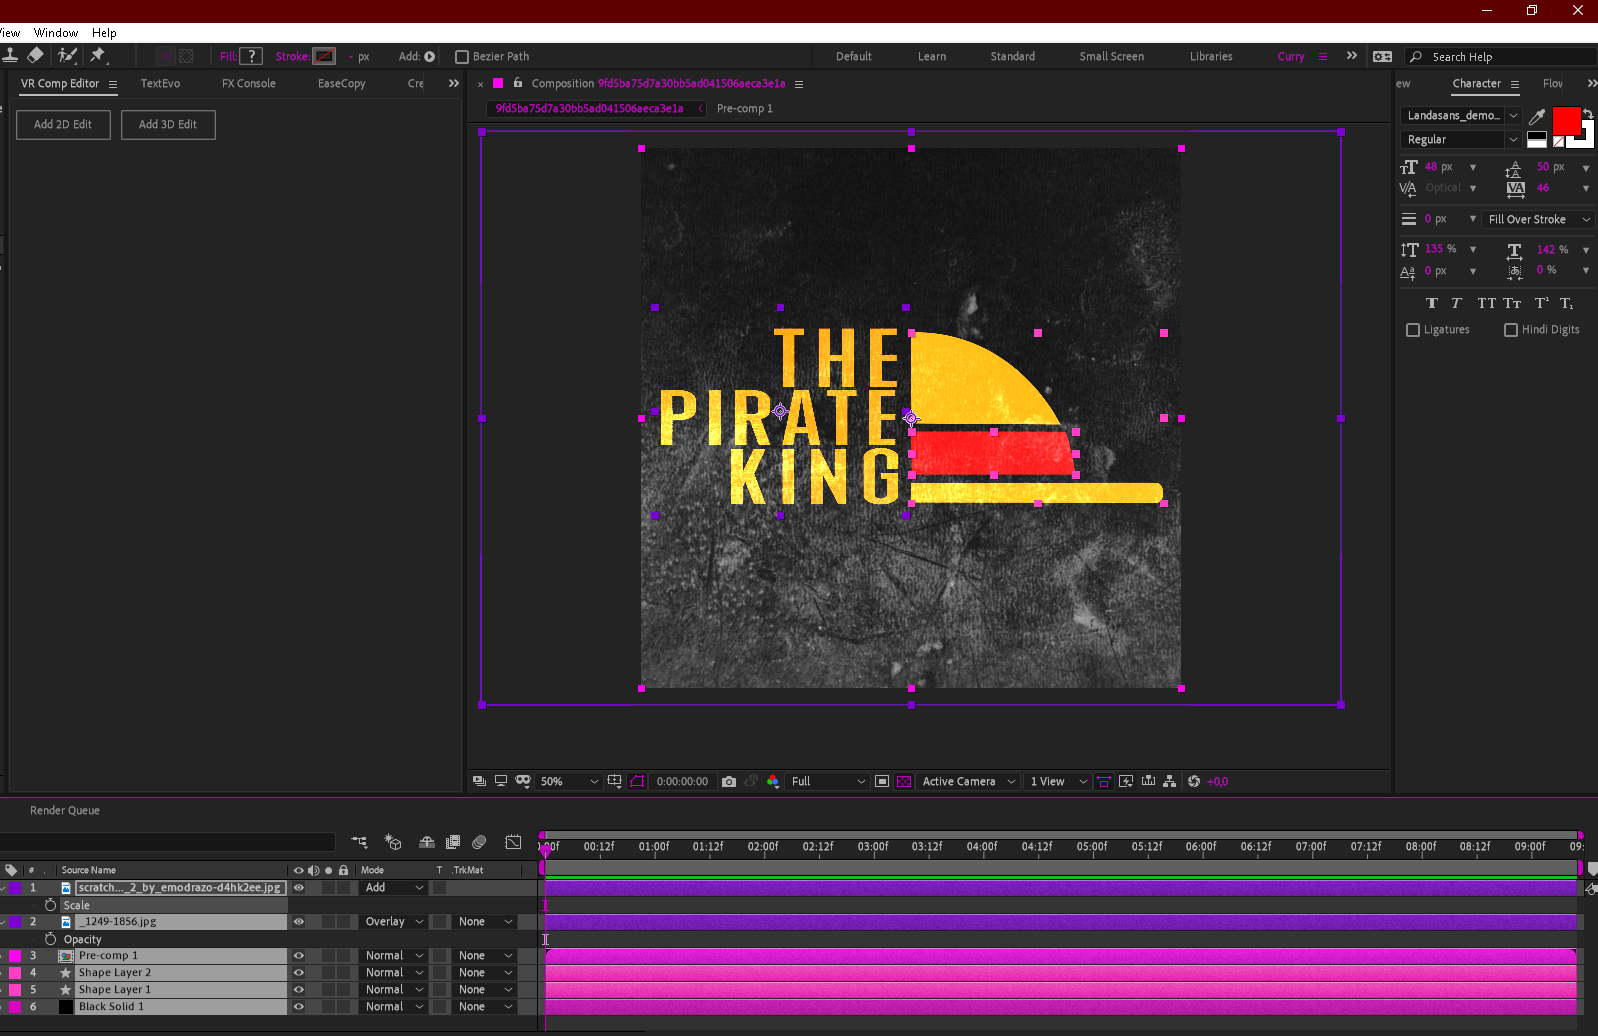 View Window Help
Fill: ? Stroke: - px Add: Bezier Path Default Learn Standard Small Screen Libraries Curry Search Help
VR Comp Editor TextEvo FX Console EaseCopy Cre
Composition 9fd5ba75d7a30bb5ad041506aeca3e1a
ew Character Flov
9fd5ba75d7a30bb5ad041506aeca3e1a Pre-comp 1
Add 2D Edit Add 3D Edit
Landasans_demo...
Regular
48 px 50 px
Optical 46
0 px Fill Over Stroke
135 % 142 %
0 px 0 %
T T TT Tт T¹ T₁
Ligatures Hindi Digits
THE
PIRATE
KING
50% 0:00:00:00 Full Active Camera 1 View +0,0
Render Queue
0:00f 00:12f 01:00f 01:12f 02:00f 02:12f 03:00f 03:12f 04:00f 04:12f 05:00f 05:12f 06:00f 06:12f 07:00f 07:12f 08:00f 08:12f 09:00f 09:
# . Source Name Mode T .TrkMat
1 scratch..._2_by_emodrazo-d4hk2ee.jpg Add
Scale
2 _1249-1856.jpg Overlay None
Opacity
3 Pre-comp 1 Normal None
4 Shape Layer 2 Normal None
5 Shape Layer 1 Normal None
6 Black Solid 1 Normal None